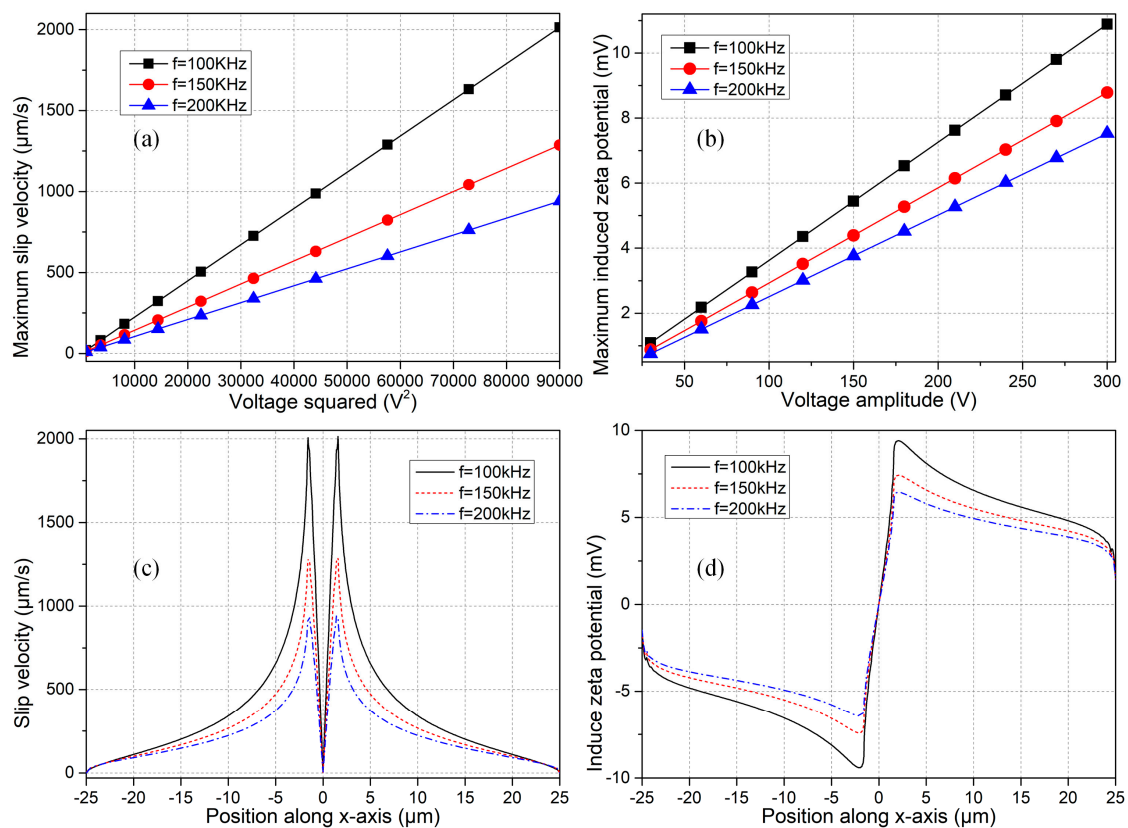 Maximum slip velocity (μm/s)
2000
1500
1000
500
0
f=100KHz
f=150KHz
f=200KHz
(a)
10000 20000 30000 40000 50000 60000 70000 80000 90000
Voltage squared (V²)
Maximum induced zeta potential (mV)
10
8
6
4
2
f=100kHz
f=150kHz
f=200kHz
(b)
50 100 150 200 250 300
Voltage amplitude (V)
Slip velocity (μm/s)
2000
1500
1000
500
0
f=100kHz
f=150kHz
f=200kHz
(c)
-25 -20 -15 -10 -5 0 5 10 15 20 25
Position along x-axis (μm)
Induce zeta potential (mV)
10
5
0
-5
-10
f=100kHz
f=150kHz
f=200kHz
(d)
-25 -20 -15 -10 -5 0 5 10 15 20 25
Position along x-axis (μm)